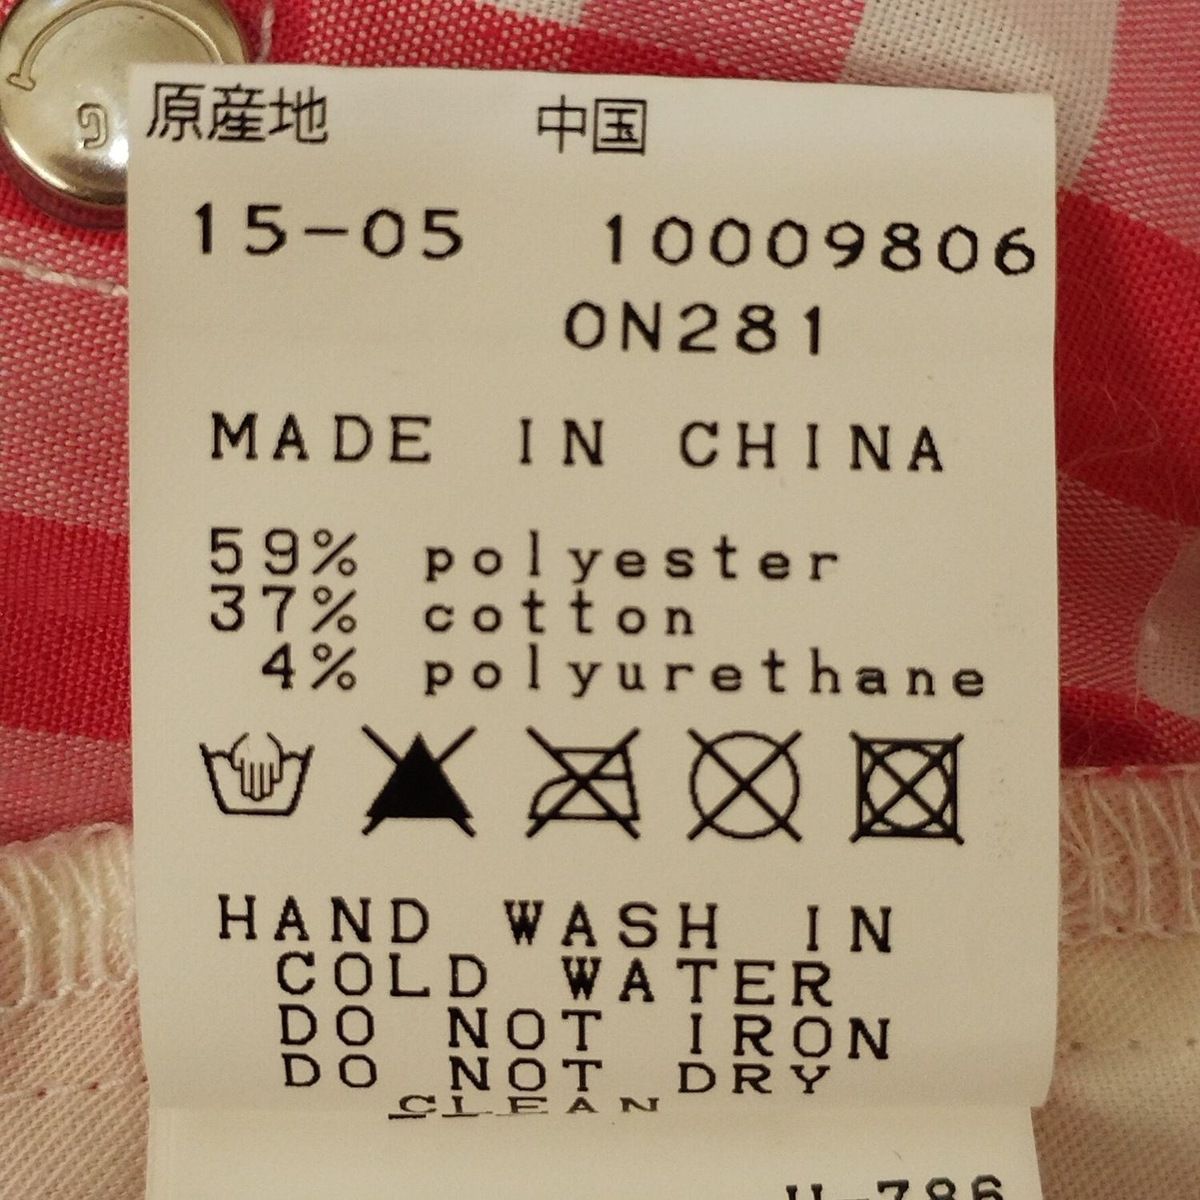 原産地 中国
15-05 10009806
0N281
MADE IN CHINA
59% polyester
37% cotton
4% polyurethane
HAND WASH IN
COLD WATER
DO NOT IRON
DO NOT DRY
CLEAN